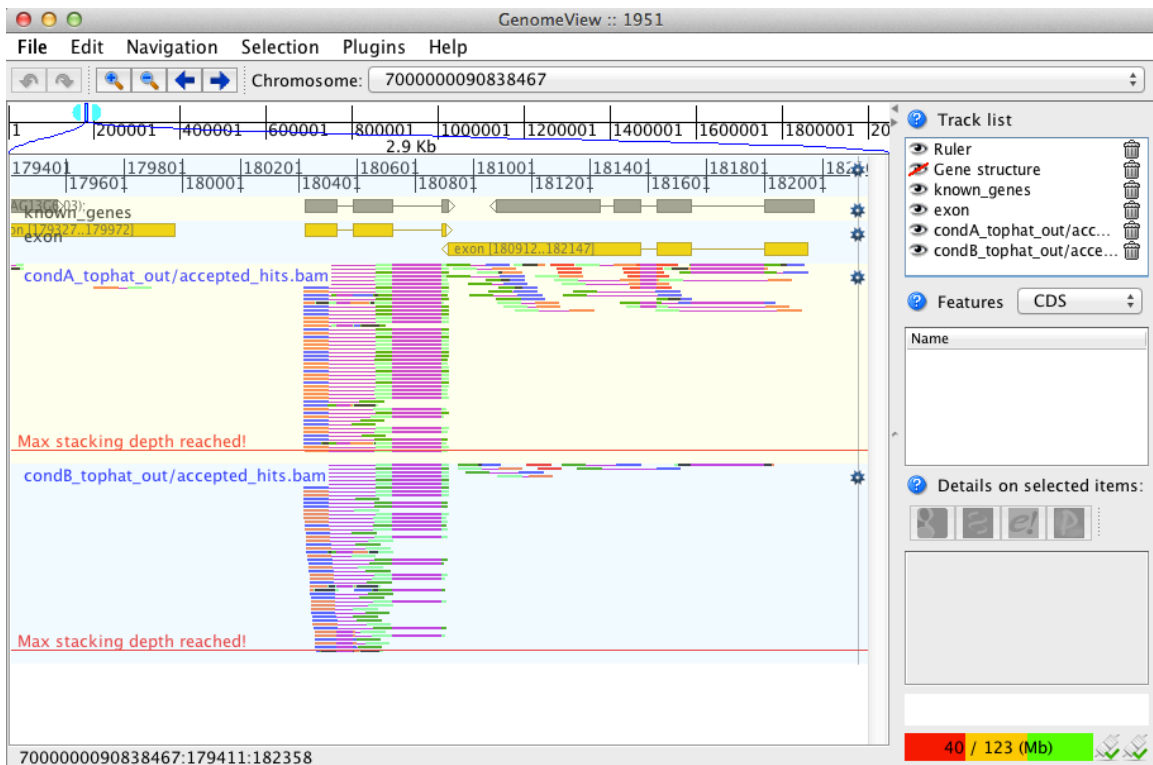 GenomeView :: 1951
File Edit Navigation Selection Plugins Help
Chromosome: 7000000090838467
1 200001 400001 600001 800001 1000001 1200001 1400001 1600001 1800001 20
2.9 Kb
179401 179801 180201 180601 181001 181401 181801
179601 180001 180401 180801 181201 181601 182001
known_genes
exon [179327..179972]
exon
exon [180912..182147]
condA_tophat_out/accepted_hits.bam
Max stacking depth reached!
condB_tophat_out/accepted_hits.bam
Max stacking depth reached!
7000000090838467:179411:182358
Track list
Ruler
Gene structure
known_genes
exon
condA_tophat_out/acc...
condB_tophat_out/acce...
Features CDS
Name
Details on selected items:
40 / 123 (Mb)